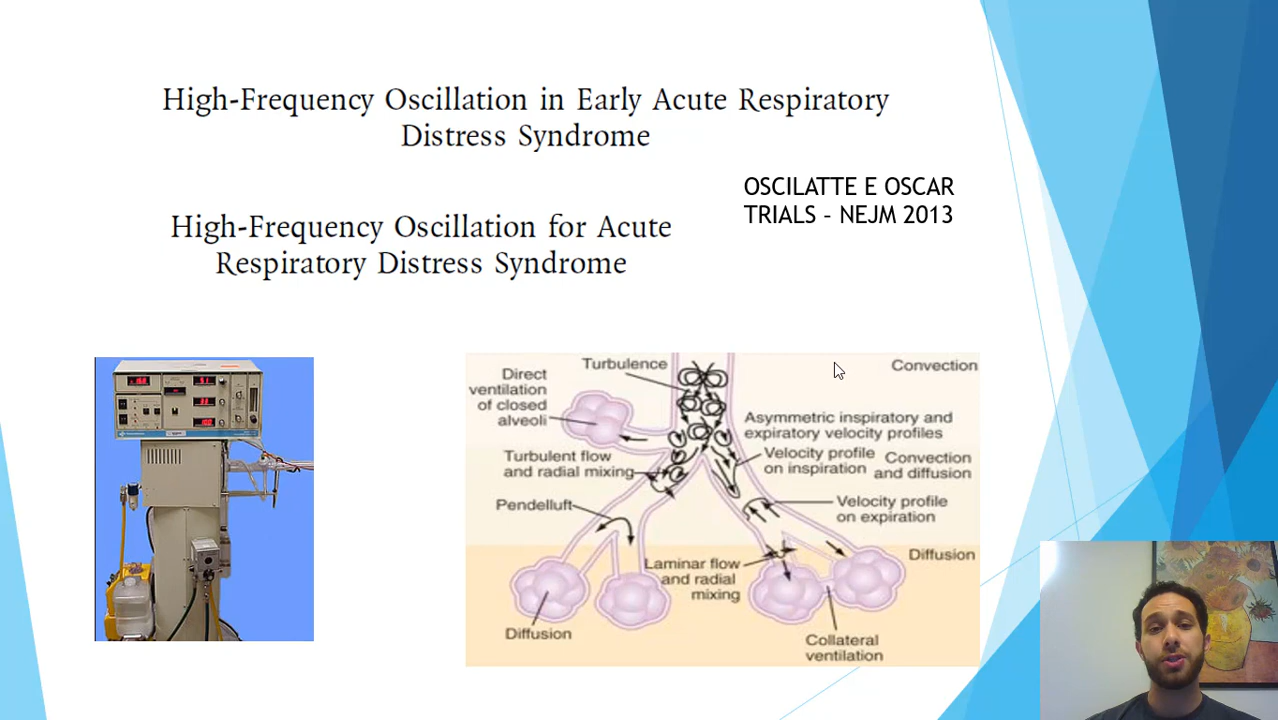 High-Frequency Oscillation in Early Acute Respiratory
Distress Syndrome
OSCILATTE E OSCAR
TRIALS – NEJM 2013
High-Frequency Oscillation for Acute
Respiratory Distress Syndrome
Turbulence
Convection
Direct
ventilation
of closed
alveoli
Asymmetric inspiratory and
expiratory velocity profiles
Turbulent flow
and radial mixing
Velocity profile
on inspiration
Convection
and diffusion
Pendelluft
Velocity profile
on expiration
Laminar flow
and radial
mixing
Diffusion
Diffusion
Collateral
ventilation